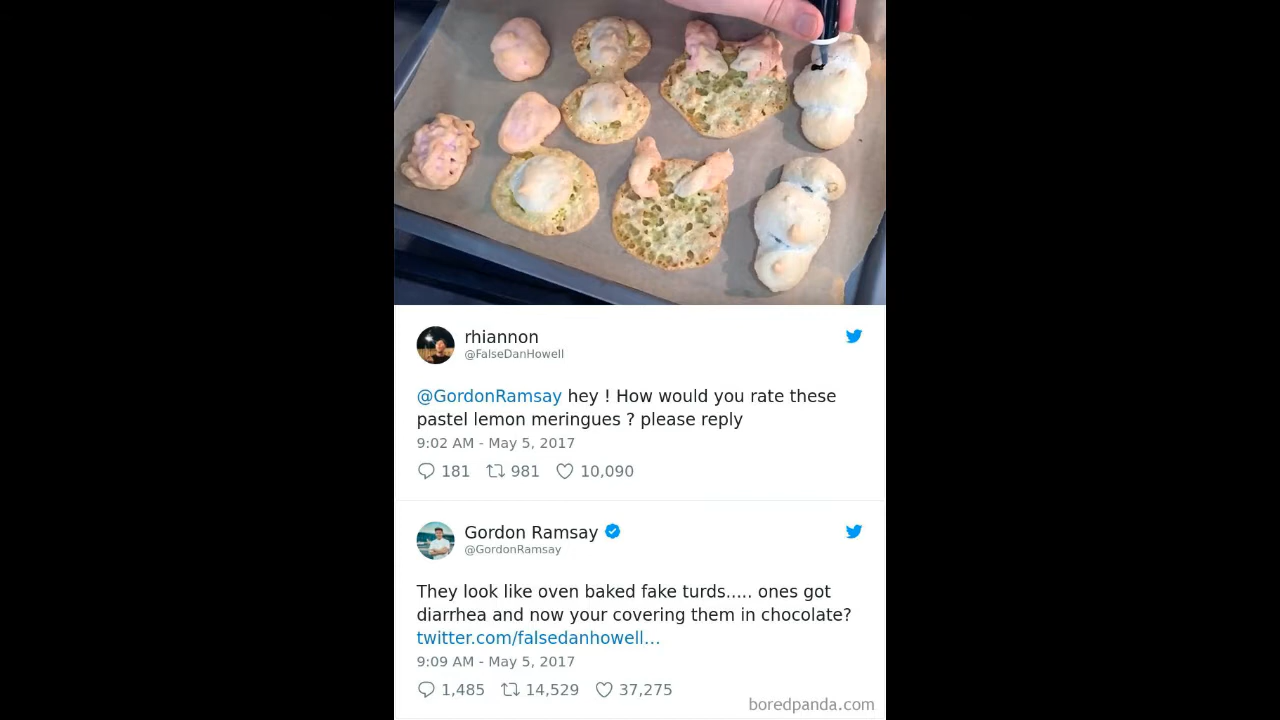 rhiannon
@FalseDanHowell
@GordonRamsay hey ! How would you rate these
pastel lemon meringues ? please reply
9:02 AM - May 5, 2017
181 981 10,090
Gordon Ramsay
@GordonRamsay
They look like oven baked fake turds..... ones got
diarrhea and now your covering them in chocolate?
twitter.com/falsedanhowell...
9:09 AM - May 5, 2017
1,485 14,529 37,275
boredpanda.com